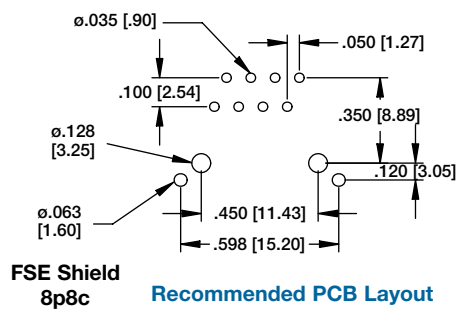 ø.035 [.90]
.050 [1.27]
.100 [2.54]
.350 [8.89]
ø.128
[3.25]
.120 [3.05]
ø.063
[1.60]
.450 [11.43]
.598 [15.20]
FSE Shield
8p8c
Recommended PCB Layout